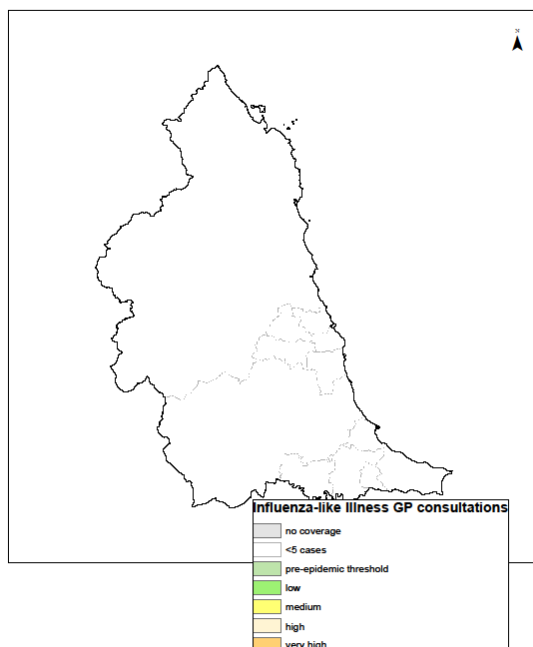 N
Influenza-like Illness GP consultations
no coverage
<5 cases
pre-epidemic threshold
low
medium
high
very high